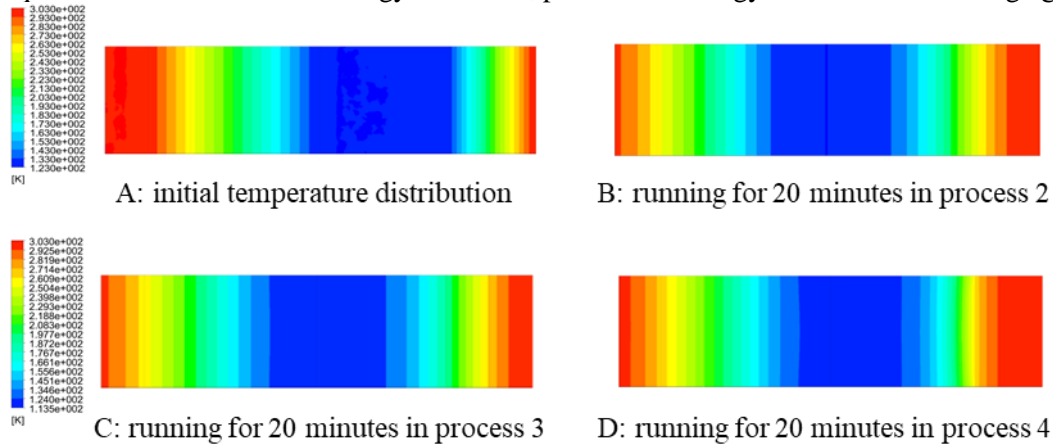 3.030e+002
2.930e+002
2.830e+002
2.730e+002
2.630e+002
2.530e+002
2.430e+002
2.330e+002
2.230e+002
2.130e+002
2.030e+002
1.930e+002
1.830e+002
1.730e+002
1.630e+002
1.530e+002
1.430e+002
1.330e+002
1.230e+002
[K]
A: initial temperature distribution
B: running for 20 minutes in process 2
3.030e+002
2.925e+002
2.819e+002
2.714e+002
2.609e+002
2.504e+002
2.398e+002
2.293e+002
2.188e+002
2.083e+002
1.977e+002
1.872e+002
1.767e+002
1.661e+002
1.556e+002
1.451e+002
1.346e+002
1.240e+002
1.135e+002
[K]
C: running for 20 minutes in process 3
D: running for 20 minutes in process 4